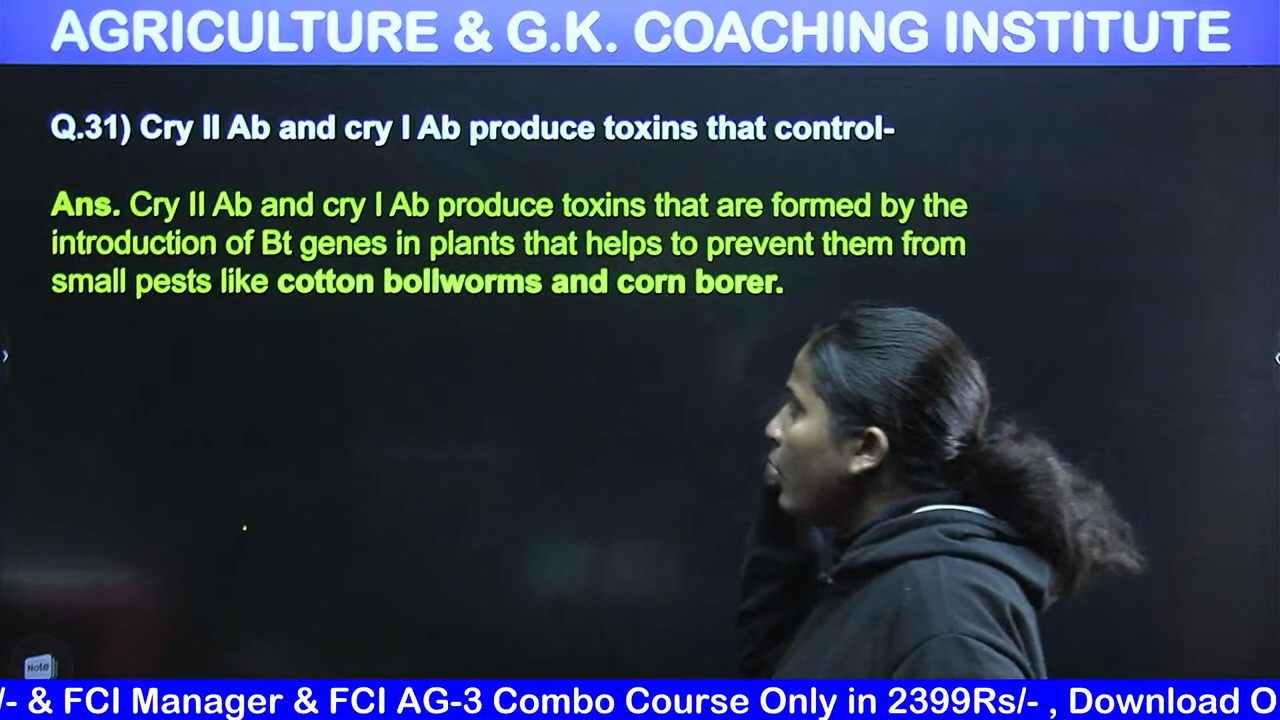 AGRICULTURE & G.K. COACHING INSTITUTE
Q.31) Cry II Ab and cry I Ab produce toxins that control-
Ans. Cry II Ab and cry I Ab produce toxins that are formed by the
introduction of Bt genes in plants that helps to prevent them from
small pests like cotton bollworms and corn borer.
Note
/- & FCI Manager & FCI AG-3 Combo Course Only in 2399Rs/- , Download O